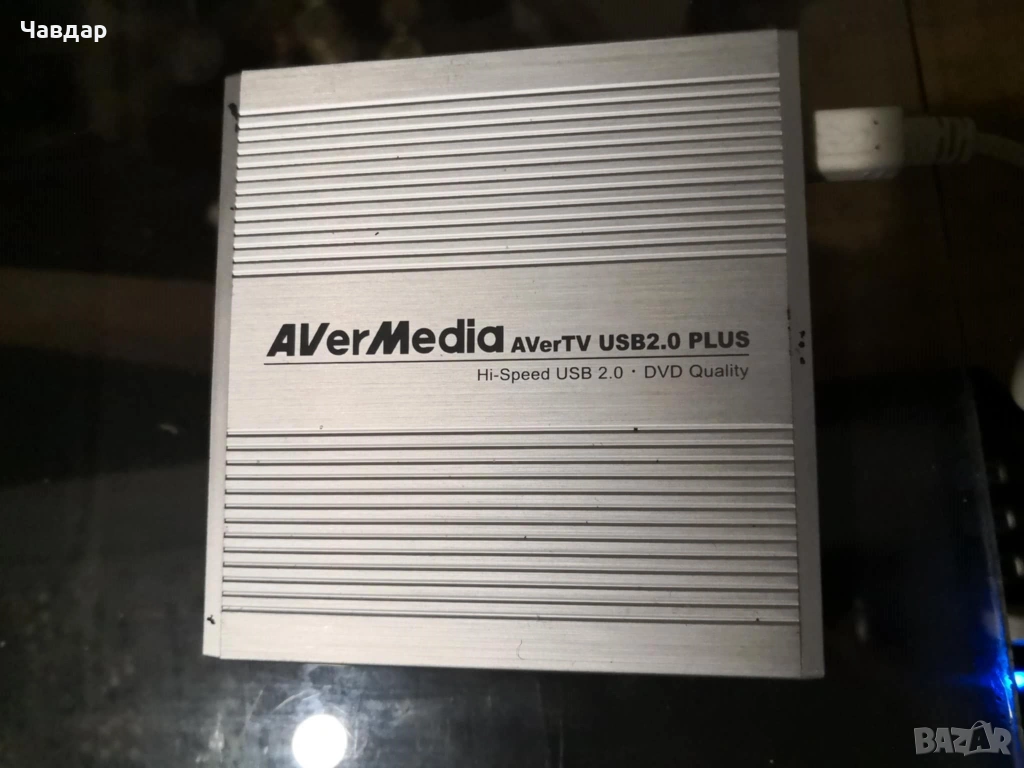 Чавдар
AVerMedia AVerTV USB2.0 PLUS
Hi-Speed USB 2.0 · DVD Quality
BAZAR